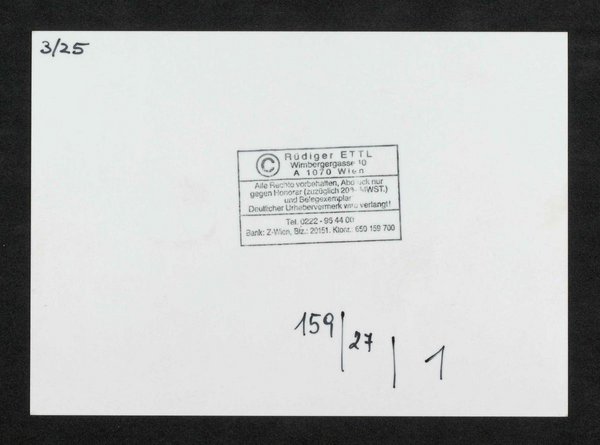 3/25
© Rüdiger ETTL
Wimbergergasse 10
A 1070 Wien
Alle Rechte vorbehalten, Abdruck nur
gegen Honorar (zuzüglich 20% MWST.)
und Belegexemplar
Deutlicher Urhebervermerk wird verlangt!
Tel. 0222 - 95 44 00
Bank: Z-Wien, Blz.: 20151. Ktonr.: 650 159 700
159/27/1